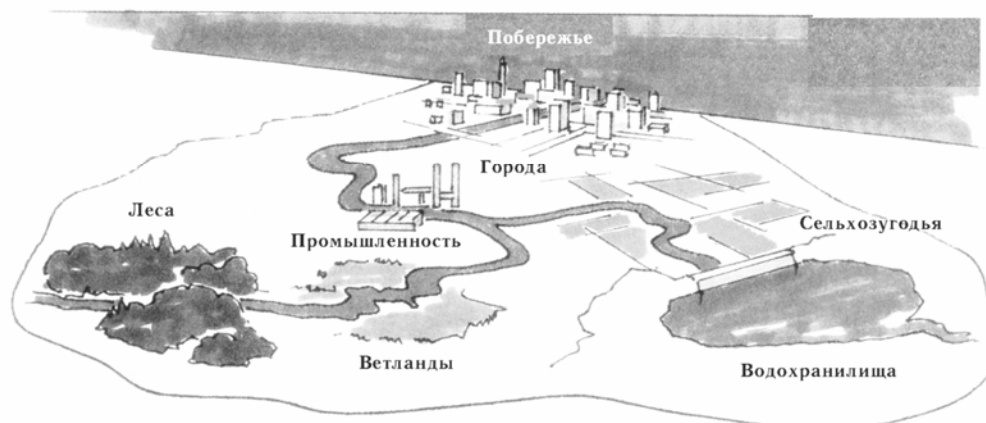 Побережье
Города
Леса
Сельхозугодья
Промышленность
Ветланды
Водохранилища